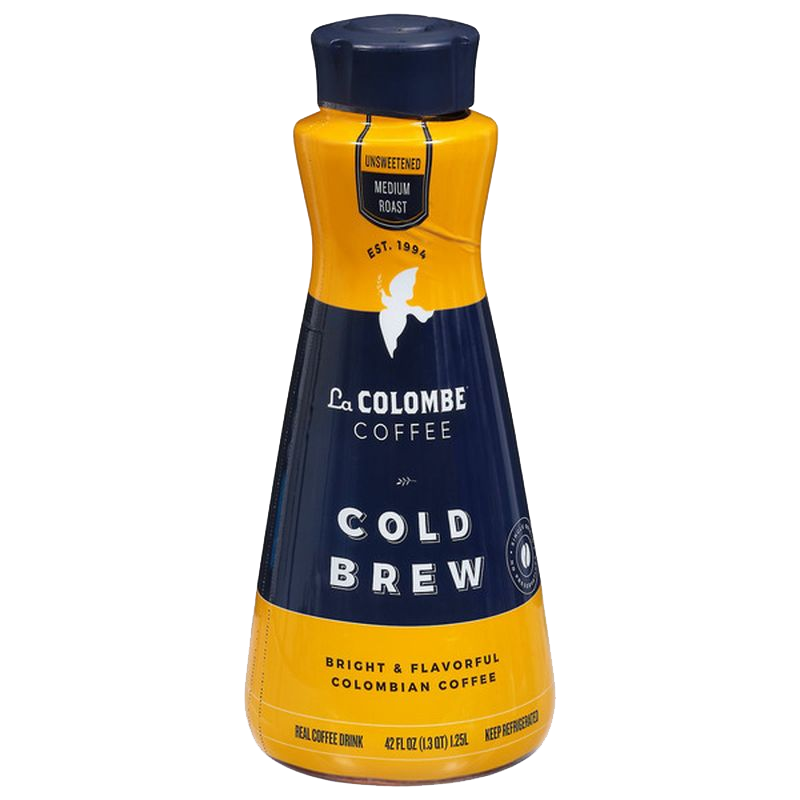 UNSWEETENED
MEDIUM
ROAST
EST. 1994
La COLOMBE
COFFEE
COLD
BREW
BRIGHT & FLAVORFUL
COLOMBIAN COFFEE
REAL COFFEE DRINK 42 FL OZ (1.3 QT) 1.25L KEEP REFRIGERATED